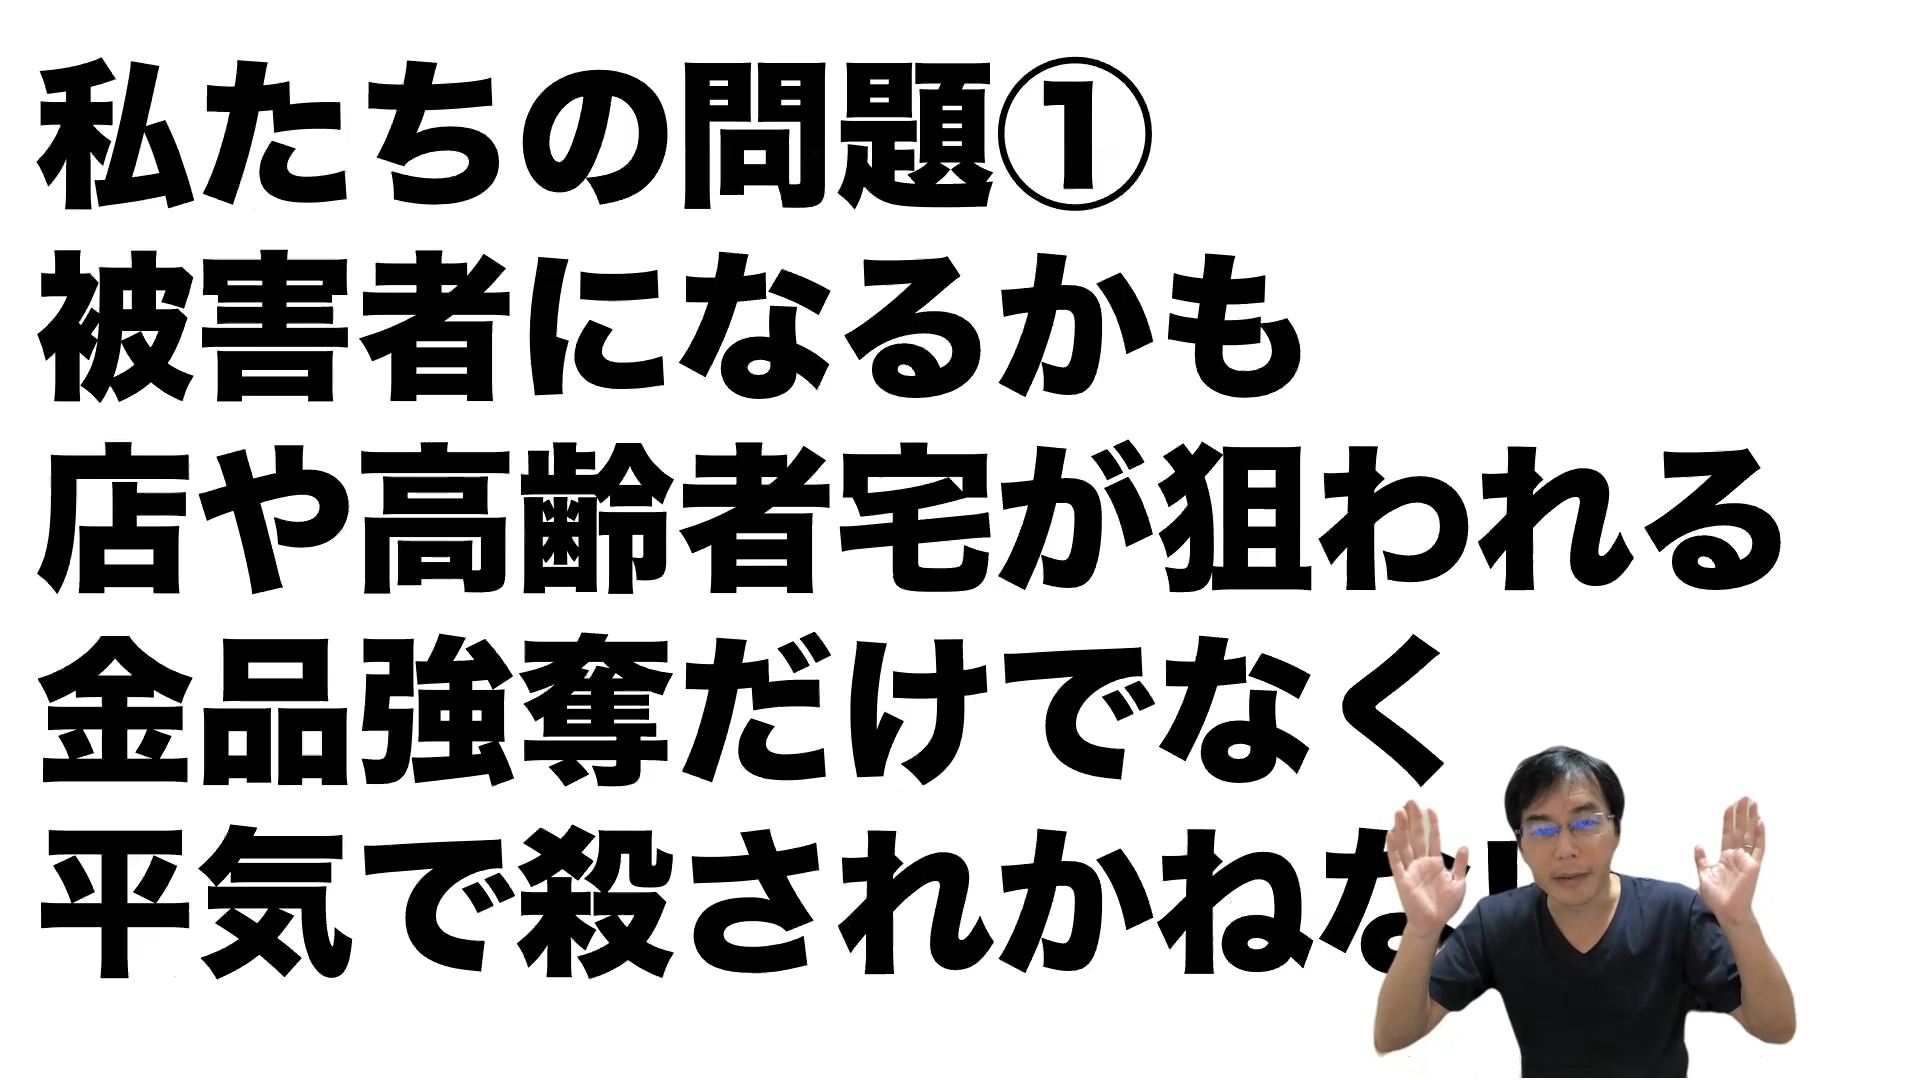 私たちの問題①
被害者になるかも
店や高齢者宅が狙われる
金品強奪だけでなく
平気で殺されかねな